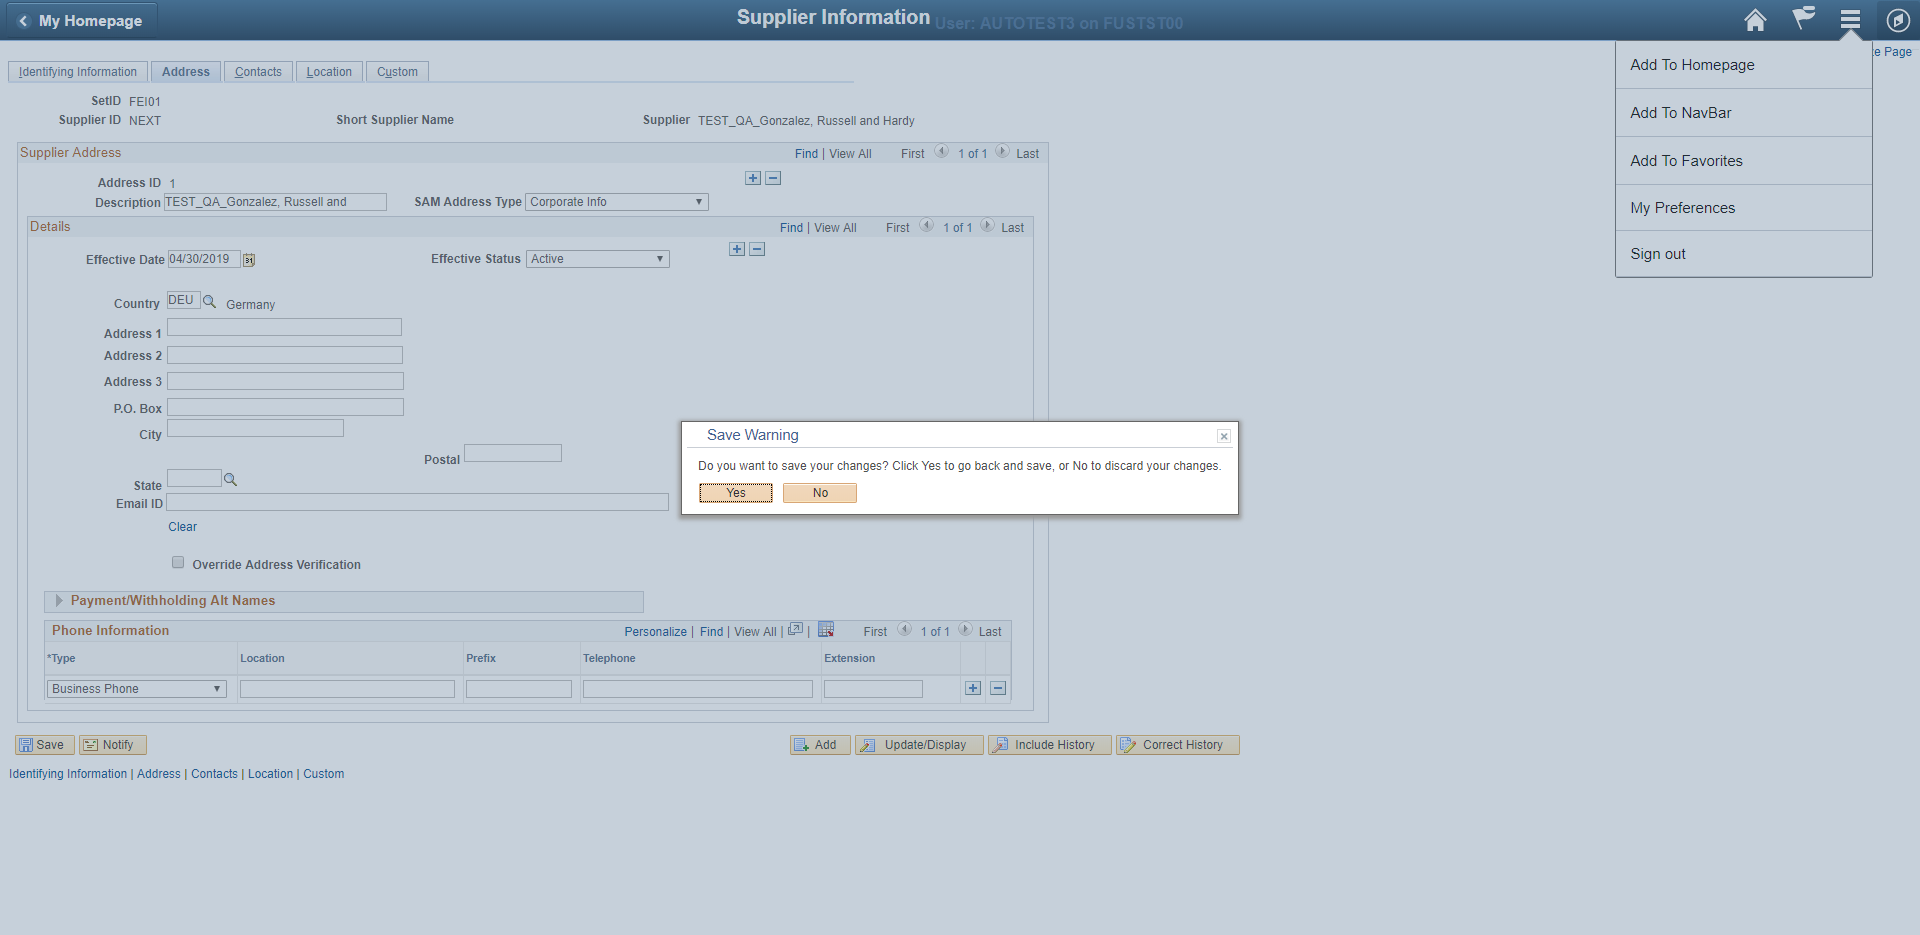 My Homepage
Supplier Information User: AUTOTEST3 on FUSTST00
e Page
Add To Homepage
Add To NavBar
Add To Favorites
My Preferences
Sign out
Identifying Information Address Contacts Location Custom
SetID FEI01
Supplier ID NEXT Short Supplier Name Supplier TEST_QA_Gonzalez, Russell and Hardy
Supplier Address Find | View All First 1 of 1 Last
Address ID 1
Description TEST_QA_Gonzalez, Russell and SAM Address Type Corporate Info
Details Find | View All First 1 of 1 Last
Effective Date 04/30/2019 31 Effective Status Active
Country DEU Germany
Address 1
Address 2
Address 3
P.O. Box
City
Postal
State
Email ID
Clear
Override Address Verification
Save Warning
Do you want to save your changes? Click Yes to go back and save, or No to discard your changes.
Yes No
Payment/Withholding Alt Names
Phone Information Personalize | Find | View All | | First 1 of 1 Last
*Type Location Prefix Telephone Extension
Business Phone
Save Notify Add Update/Display Include History Correct History
Identifying Information | Address | Contacts | Location | Custom